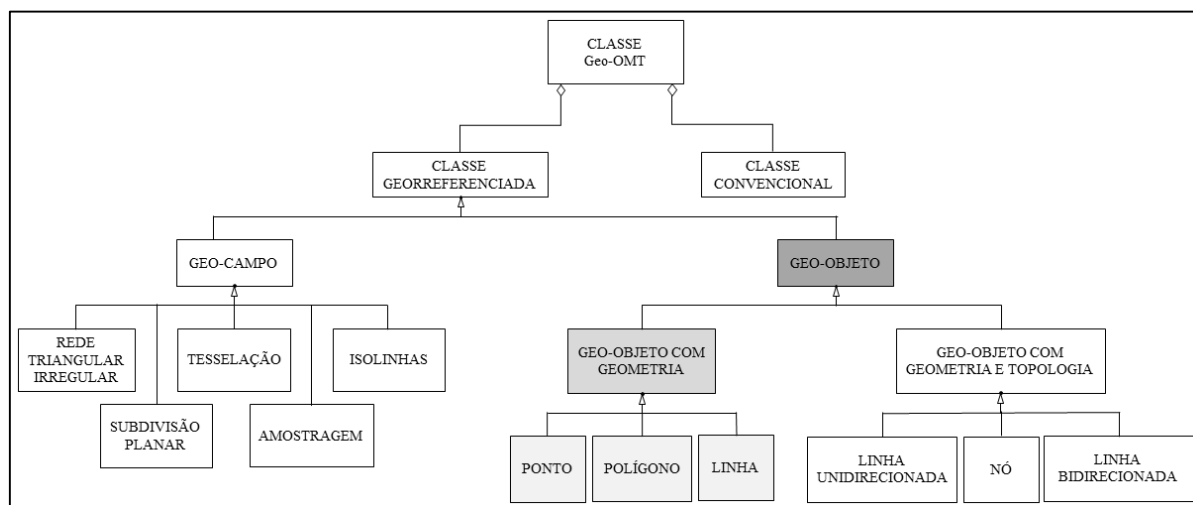 CLASSE
Geo-OMT
CLASSE
GEORREFERENCIADA
CLASSE
CONVENCIONAL
GEO-CAMPO
GEO-OBJETO
REDE
TRIANGULAR
IRREGULAR
TESSELAÇÃO
ISOLINHAS
SUBDIVISÃO
PLANAR
AMOSTRAGEM
GEO-OBJETO COM
GEOMETRIA
GEO-OBJETO COM
GEOMETRIA E TOPOLOGIA
PONTO
POLÍGONO
LINHA
LINHA
UNIDIRECIONADA
NÓ
LINHA
BIDIRECIONADA